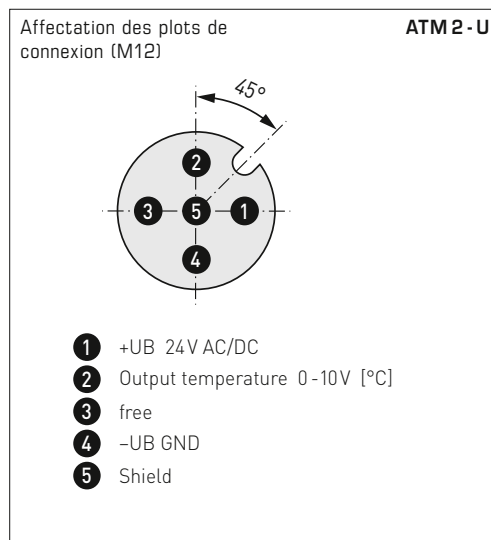 Affectation des plots de
connexion (M12)
ATM 2 - U
45°
2
3 5 1
4
1 +UB 24 V AC/DC
2 Output temperature 0 -10 V [°C]
3 free
4 –UB GND
5 Shield